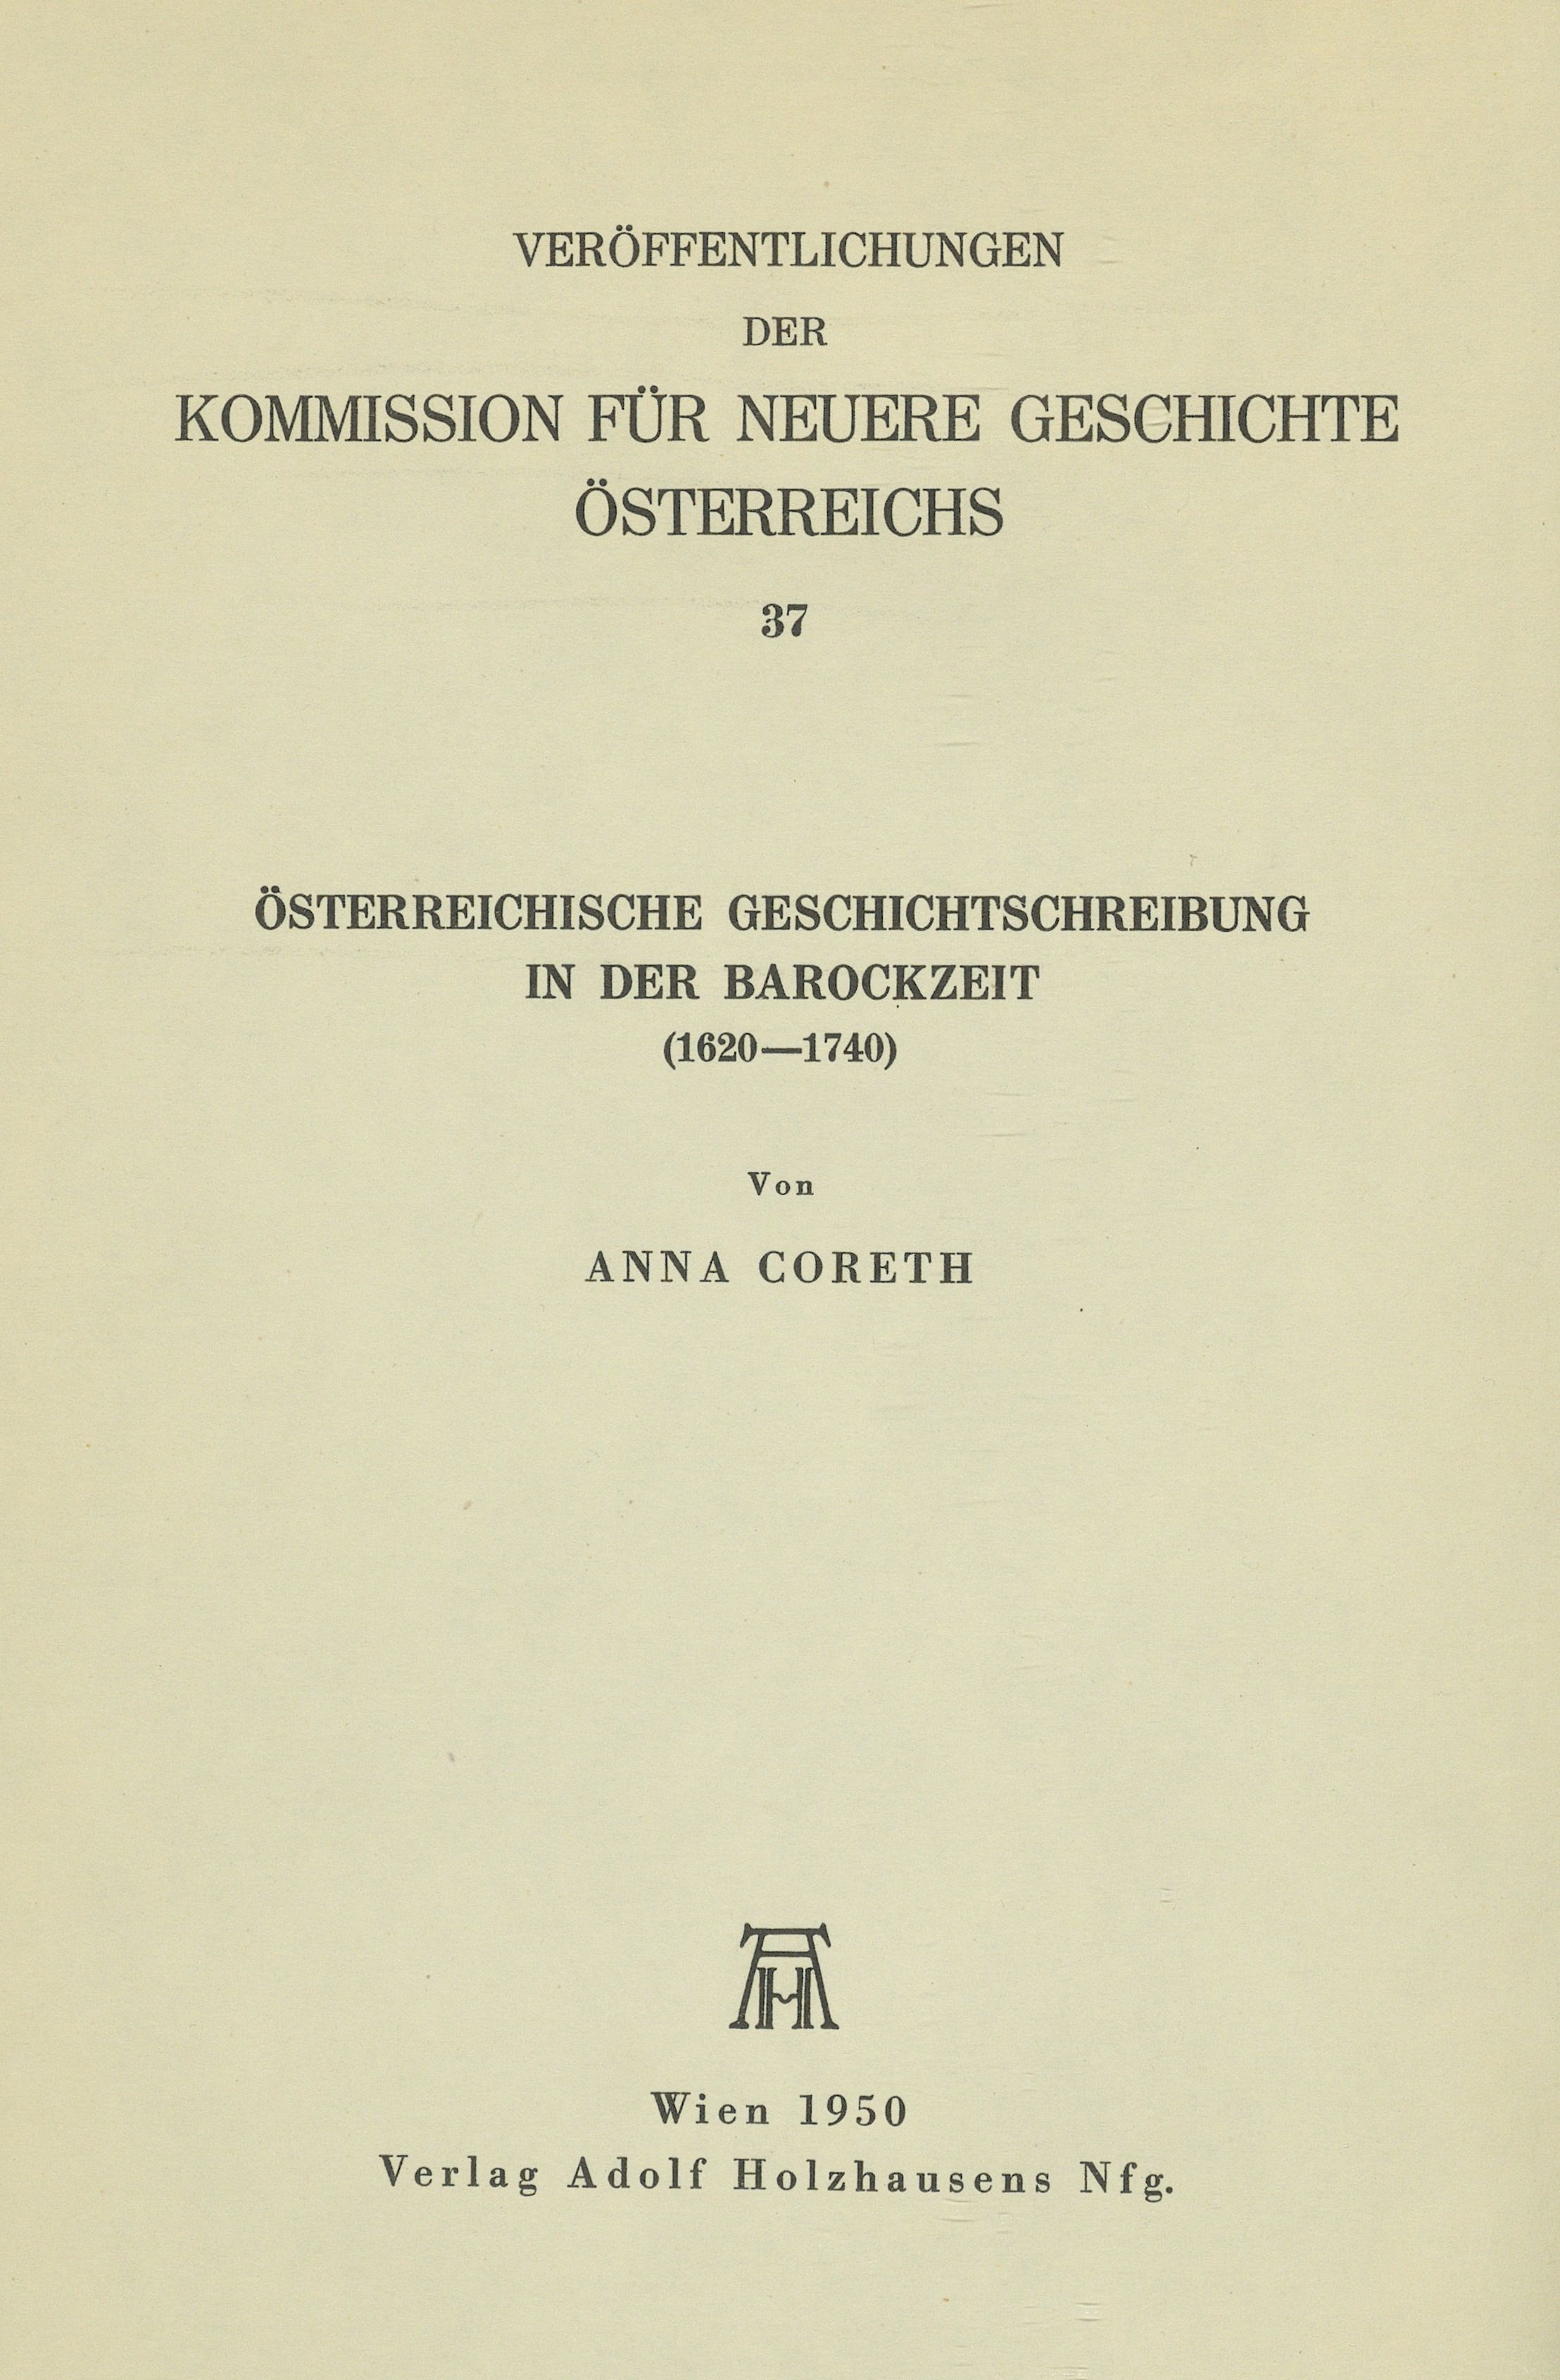 VERÖFFENTLICHUNGEN
DER
KOMMISSION FÜR NEUERE GESCHICHTE
ÖSTERREICHS
37
ÖSTERREICHISCHE GESCHICHTSCHREIBUNG
IN DER BAROCKZEIT
(1620—1740)
Von
ANNA CORETH
AH
Wien 1950
Verlag Adolf Holzhausens Nfg.